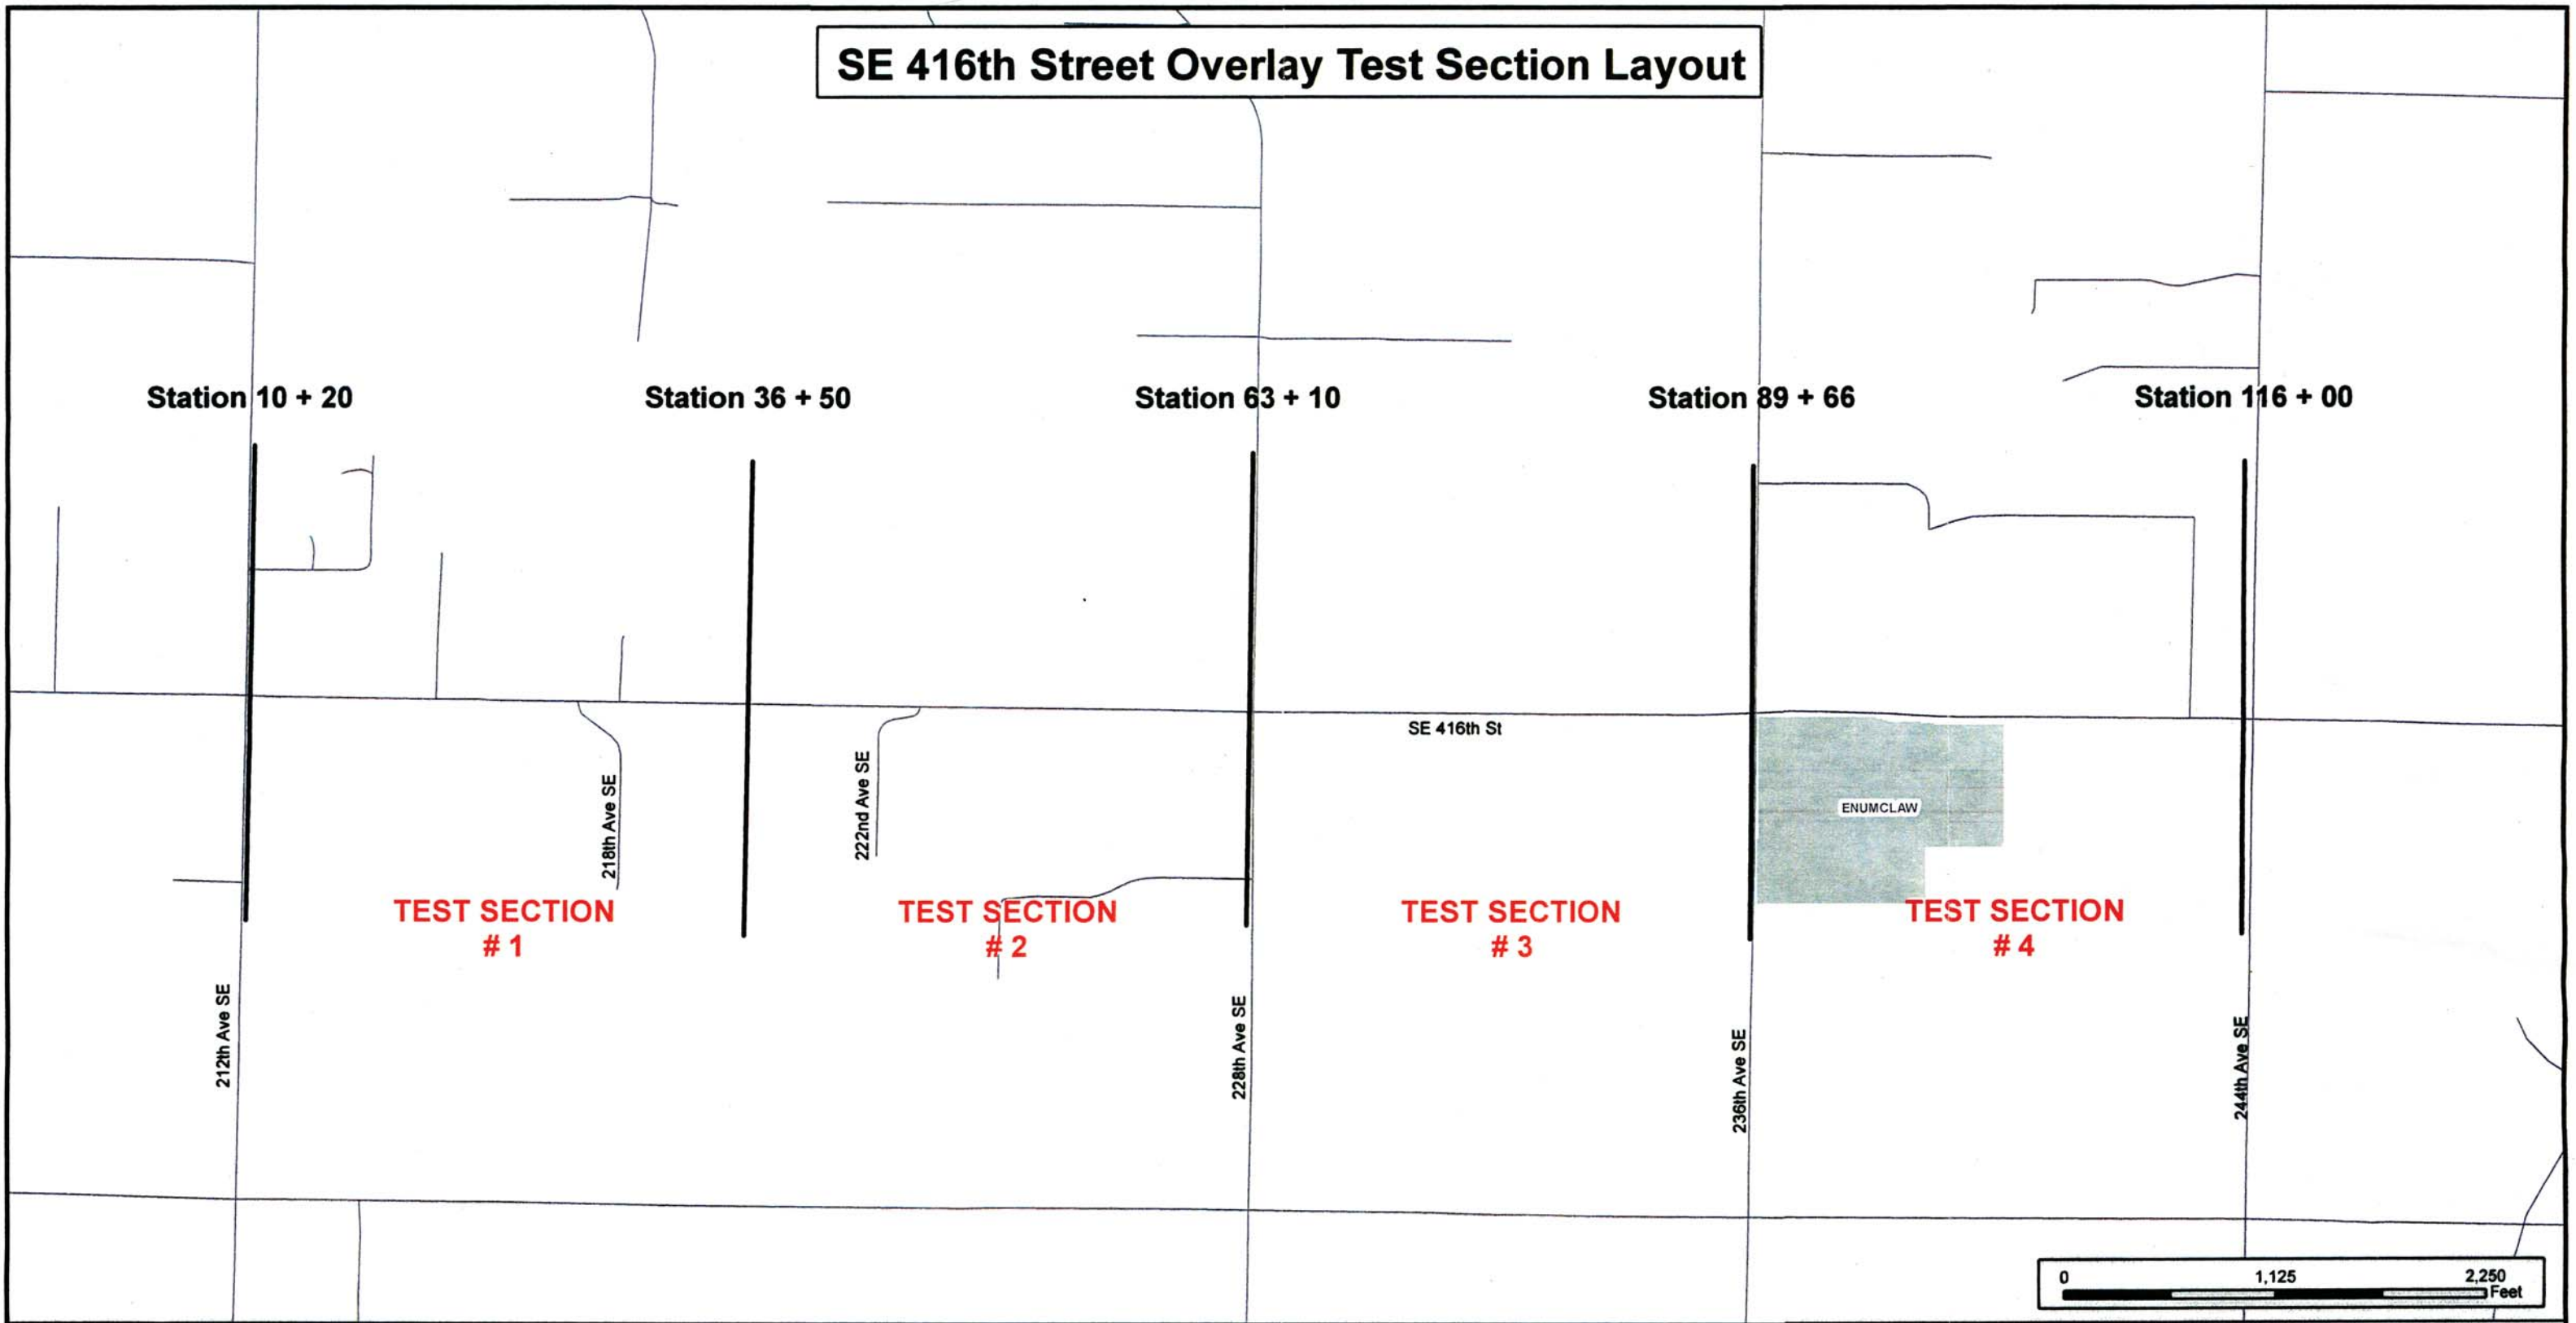 SE 416th Street Overlay Test Section Layout
Station 10 + 20
Station 36 + 50
Station 63 + 10
Station 89 + 66
Station 116 + 00
SE 416th St
218th Ave SE
222nd Ave SE
ENUMCLAW
TEST SECTION
# 1
TEST SECTION
# 2
TEST SECTION
# 3
TEST SECTION
# 4
212th Ave SE
228th Ave SE
236th Ave SE
244th Ave SE
0 1,125 2,250
Feet